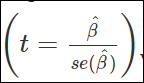 (t = β̂ / se(β̂))